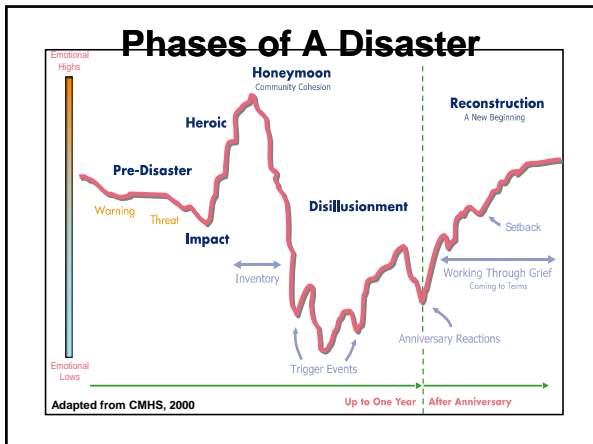 Phases of A Disaster
Emotional
Highs
Honeymoon
Community Cohesion
Reconstruction
A New Beginning
Heroic
Pre-Disaster
Warning
Threat
Disillusionment
Impact
Setback
Inventory
Working Through Grief
Coming to Terms
Anniversary Reactions
Trigger Events
Emotional
Lows
Up to One Year
After Anniversary
Adapted from CMHS, 2000